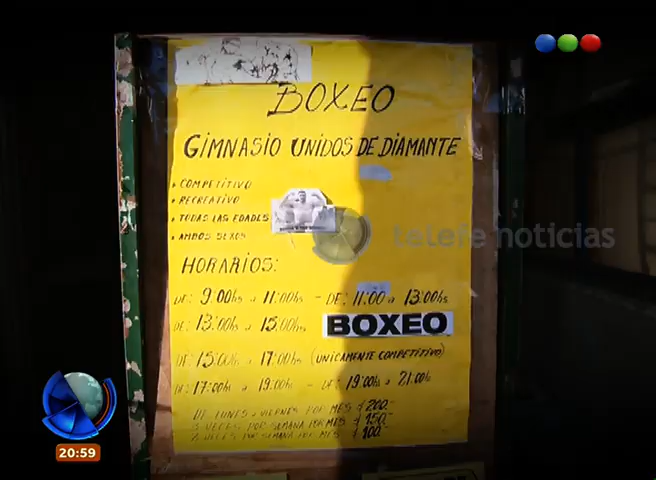 BOXEO
GIMNASIO UNIDOS DE DIAMANTE
COMPETITIVO
RECREATIVO
TODAS LAS EDADES
AMBOS SEXOS
telefe noticias
HORARIOS:
DE: 9:00hs a 11:00hs - DE: 11:00 a 13:00hs
DE: 13:00hs a 15:00hs BOXEO
DE: 15:00hs a 17:00hs (UNICAMENTE COMPETITIVO)
DE: 17:00hs a 19:00hs - DE: 19:00hs a 21:00hs
DE LUNES A VIERNES POR MES $ 200.-
3 VECES POR SEMANA POR MES $ 150.-
2 VECES POR SEMANA POR MES $ 100.-
20:59